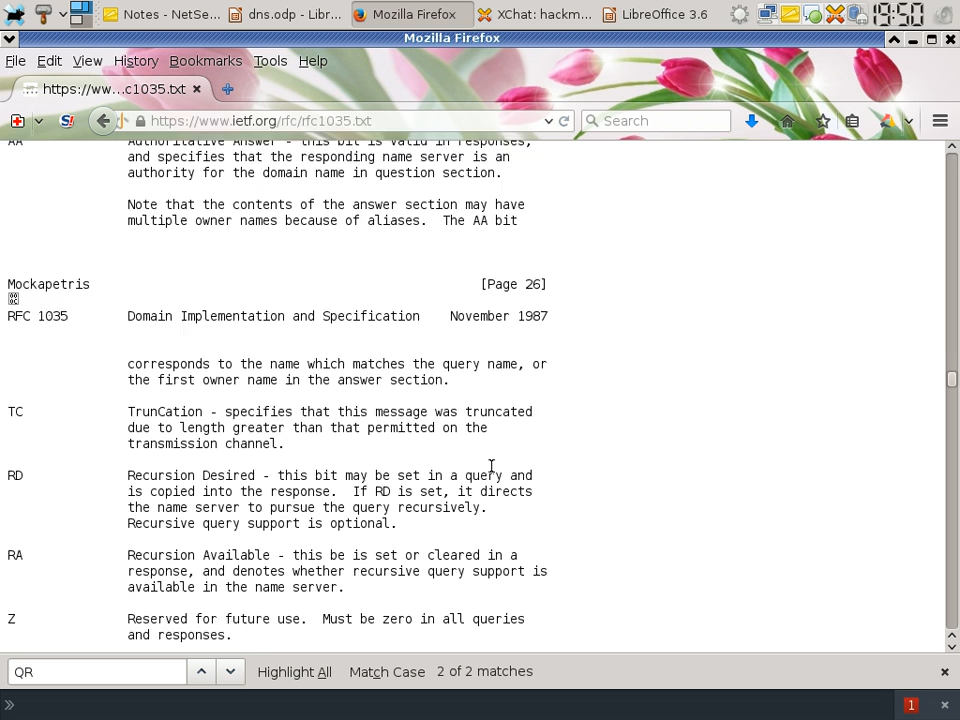 Notes - NetSe...
dns.odp - Libr...
Mozilla Firefox
XChat: hackm...
LibreOffice 3.6
19:50
Mozilla Firefox
File Edit View History Bookmarks Tools Help
https://ww...c1035.txt
https://www.ietf.org/rfc/rfc1035.txt
Search
AA Authoritative Answer - this bit is valid in responses,
and specifies that the responding name server is an
authority for the domain name in question section.
Note that the contents of the answer section may have
multiple owner names because of aliases. The AA bit
Mockapetris [Page 26]
RFC 1035 Domain Implementation and Specification November 1987
corresponds to the name which matches the query name, or
the first owner name in the answer section.
TC TrunCation - specifies that this message was truncated
due to length greater than that permitted on the
transmission channel.
RD Recursion Desired - this bit may be set in a query and
is copied into the response. If RD is set, it directs
the name server to pursue the query recursively.
Recursive query support is optional.
RA Recursion Available - this be is set or cleared in a
response, and denotes whether recursive query support is
available in the name server.
Z Reserved for future use. Must be zero in all queries
and responses.
QR Highlight All Match Case 2 of 2 matches
1